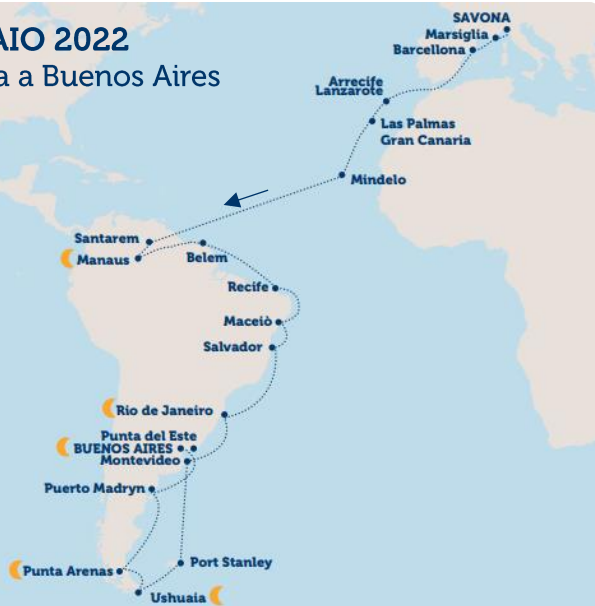 AIO 2022
a a Buenos Aires
SAVONA
Marsiglia
Barcellona
Arrecife
Lanzarote
Las Palmas
Gran Canaria
Mindelo
Santarem
Manaus
Belem
Recife
Maceiò
Salvador
Rio de Janeiro
Punta del Este
BUENOS AIRES
Montevideo
Puerto Madryn
Port Stanley
Punta Arenas
Ushuaia